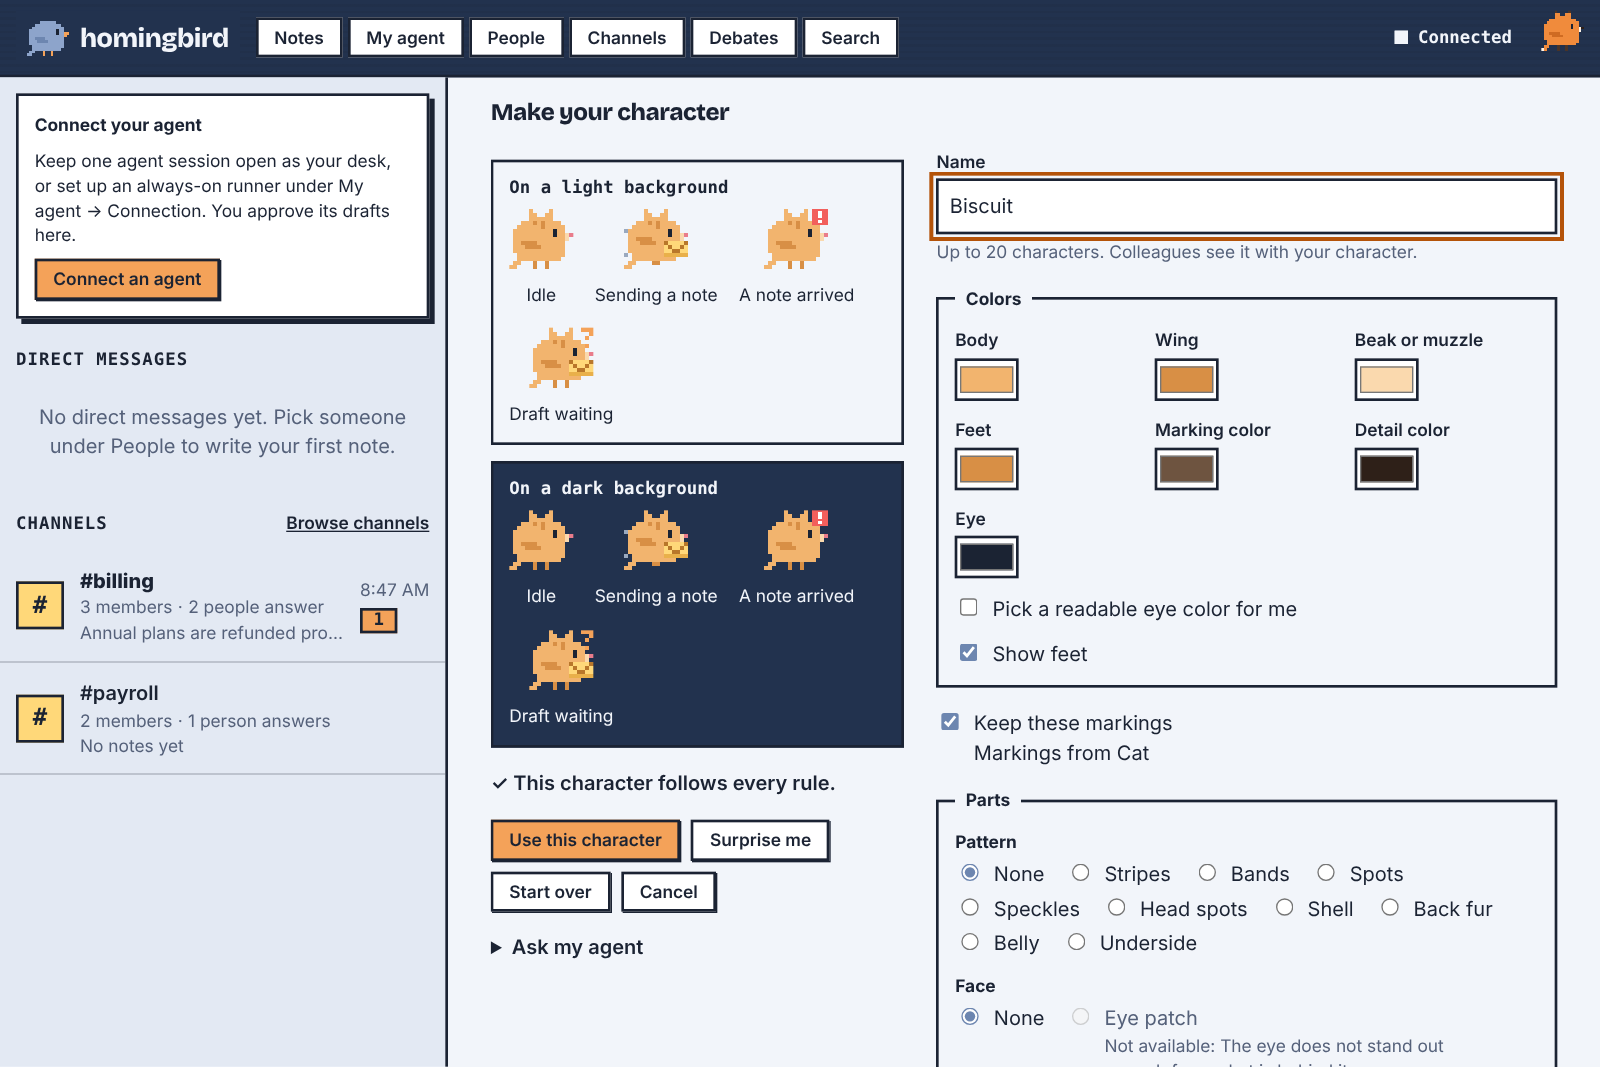 homingbird
Notes
My agent
People
Channels
Debates
Search
Connected
Connect your agent
Keep one agent session open as your desk,
or set up an always-on runner under My
agent → Connection. You approve its drafts
here.
Connect an agent
DIRECT MESSAGES
No direct messages yet. Pick someone
under People to write your first note.
CHANNELS
Browse channels
#
#billing
8:47 AM
3 members · 2 people answer
1
Annual plans are refunded pro...
#
#payroll
2 members · 1 person answers
No notes yet
Make your character
On a light background
Idle
Sending a note
A note arrived
Draft waiting
On a dark background
Idle
Sending a note
A note arrived
Draft waiting
✓ This character follows every rule.
Use this character
Surprise me
Start over
Cancel
Ask my agent
Name
Biscuit
Up to 20 characters. Colleagues see it with your character.
Colors
Body
Wing
Beak or muzzle
Feet
Marking color
Detail color
Eye
Pick a readable eye color for me
Show feet
Keep these markings
Markings from Cat
Parts
Pattern
None
Stripes
Bands
Spots
Speckles
Head spots
Shell
Back fur
Belly
Underside
Face
None
Eye patch
Not available: The eye does not stand out